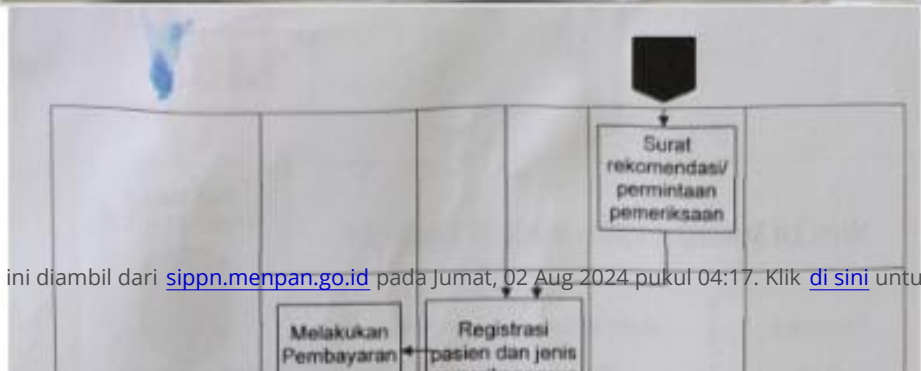 Surat
rekomendasi/
permintaan
pemeriksaan
ini diambil dari sippn.menpan.go.id pada Jumat, 02 Aug 2024 pukul 04:17. Klik di sini untu
Melakukan
Pembayaran
Registrasi
pasien dan jenis